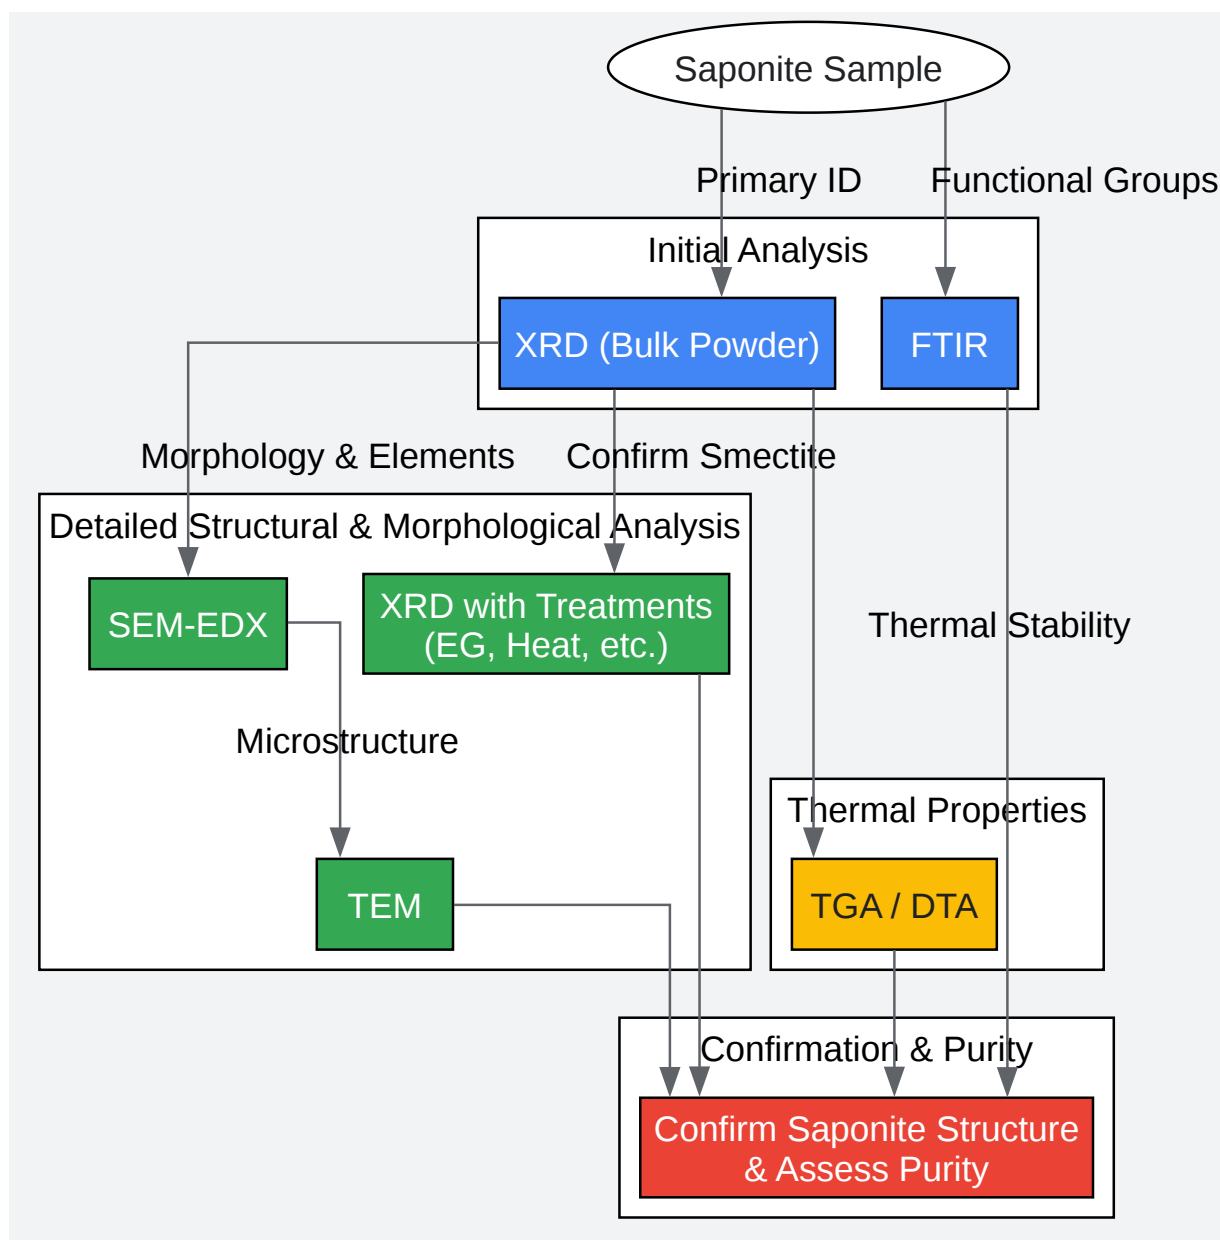 Saponite Sample
Primary ID
Functional Groups
Initial Analysis
XRD (Bulk Powder)
FTIR
Morphology & Elements
Confirm Smectite
Detailed Structural & Morphological Analysis
SEM-EDX
XRD with Treatments
(EG, Heat, etc.)
Thermal Stability
Microstructure
Thermal Properties
TEM
TGA / DTA
Confirmation & Purity
Confirm Saponite Structure
& Assess Purity